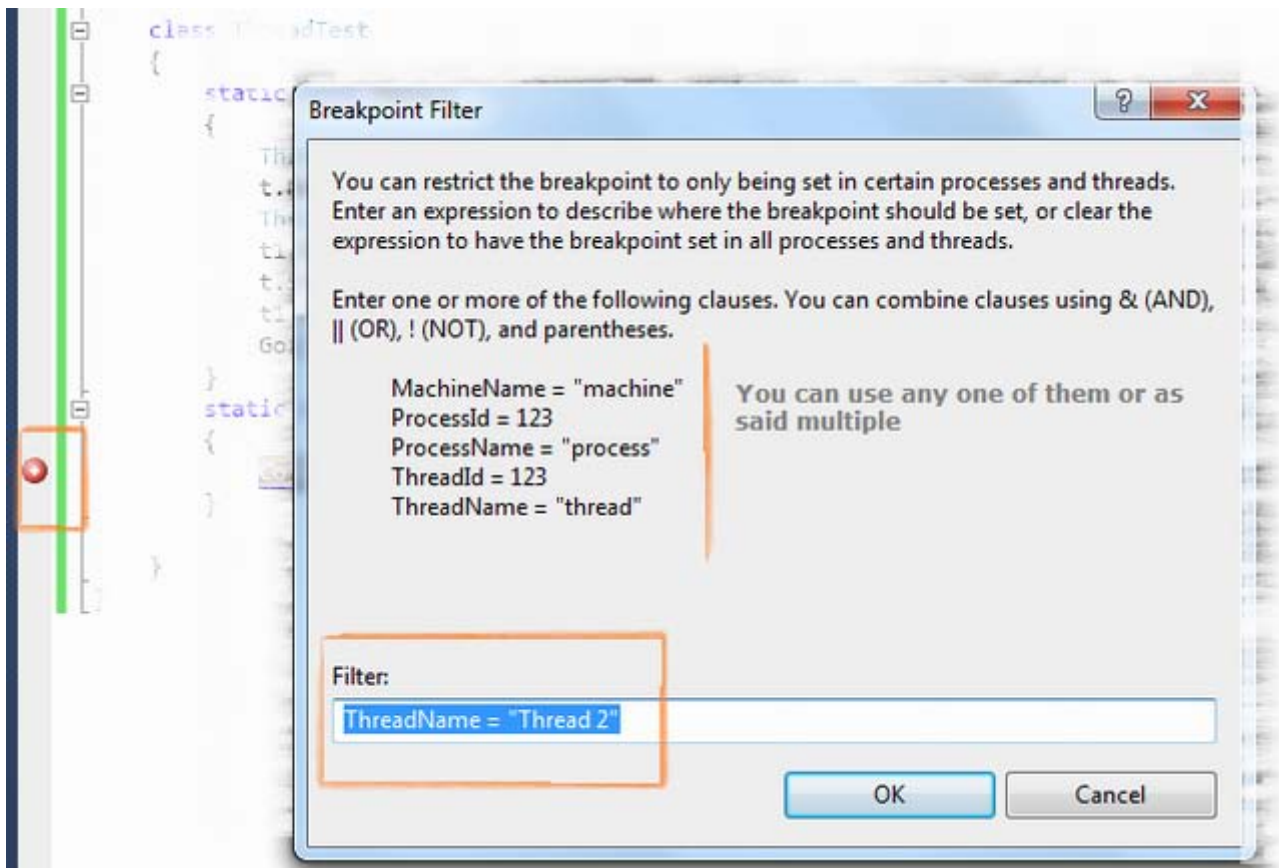 class ThreadTest
{
static
{
Breakpoint Filter
?
You can restrict the breakpoint to only being set in certain processes and threads.
Enter an expression to describe where the breakpoint should be set, or clear the
expression to have the breakpoint set in all processes and threads.
Enter one or more of the following clauses. You can combine clauses using & (AND),
|| (OR), ! (NOT), and parentheses.
MachineName = "machine"
ProcessId = 123
ProcessName = "process"
ThreadId = 123
ThreadName = "thread"
You can use any one of them or as
said multiple
}
static
{
}
}
Filter:
ThreadName = "Thread 2"
OK
Cancel